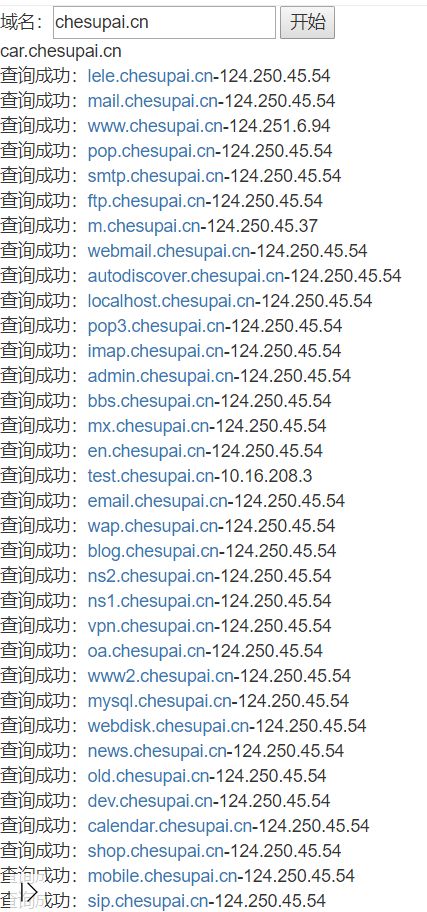 域名：chesupai.cn 开始
car.chesupai.cn
查询成功：lele.chesupai.cn-124.250.45.54
查询成功：mail.chesupai.cn-124.250.45.54
查询成功：www.chesupai.cn-124.251.6.94
查询成功：pop.chesupai.cn-124.250.45.54
查询成功：smtp.chesupai.cn-124.250.45.54
查询成功：ftp.chesupai.cn-124.250.45.54
查询成功：m.chesupai.cn-124.250.45.37
查询成功：webmail.chesupai.cn-124.250.45.54
查询成功：autodiscover.chesupai.cn-124.250.45.54
查询成功：localhost.chesupai.cn-124.250.45.54
查询成功：pop3.chesupai.cn-124.250.45.54
查询成功：imap.chesupai.cn-124.250.45.54
查询成功：admin.chesupai.cn-124.250.45.54
查询成功：bbs.chesupai.cn-124.250.45.54
查询成功：mx.chesupai.cn-124.250.45.54
查询成功：en.chesupai.cn-124.250.45.54
查询成功：test.chesupai.cn-10.16.208.3
查询成功：email.chesupai.cn-124.250.45.54
查询成功：wap.chesupai.cn-124.250.45.54
查询成功：blog.chesupai.cn-124.250.45.54
查询成功：ns2.chesupai.cn-124.250.45.54
查询成功：ns1.chesupai.cn-124.250.45.54
查询成功：vpn.chesupai.cn-124.250.45.54
查询成功：oa.chesupai.cn-124.250.45.54
查询成功：www2.chesupai.cn-124.250.45.54
查询成功：mysql.chesupai.cn-124.250.45.54
查询成功：webdisk.chesupai.cn-124.250.45.54
查询成功：news.chesupai.cn-124.250.45.54
查询成功：old.chesupai.cn-124.250.45.54
查询成功：dev.chesupai.cn-124.250.45.54
查询成功：calendar.chesupai.cn-124.250.45.54
查询成功：shop.chesupai.cn-124.250.45.54
查询成功：mobile.chesupai.cn-124.250.45.54
查询成功：sip.chesupai.cn-124.250.45.54